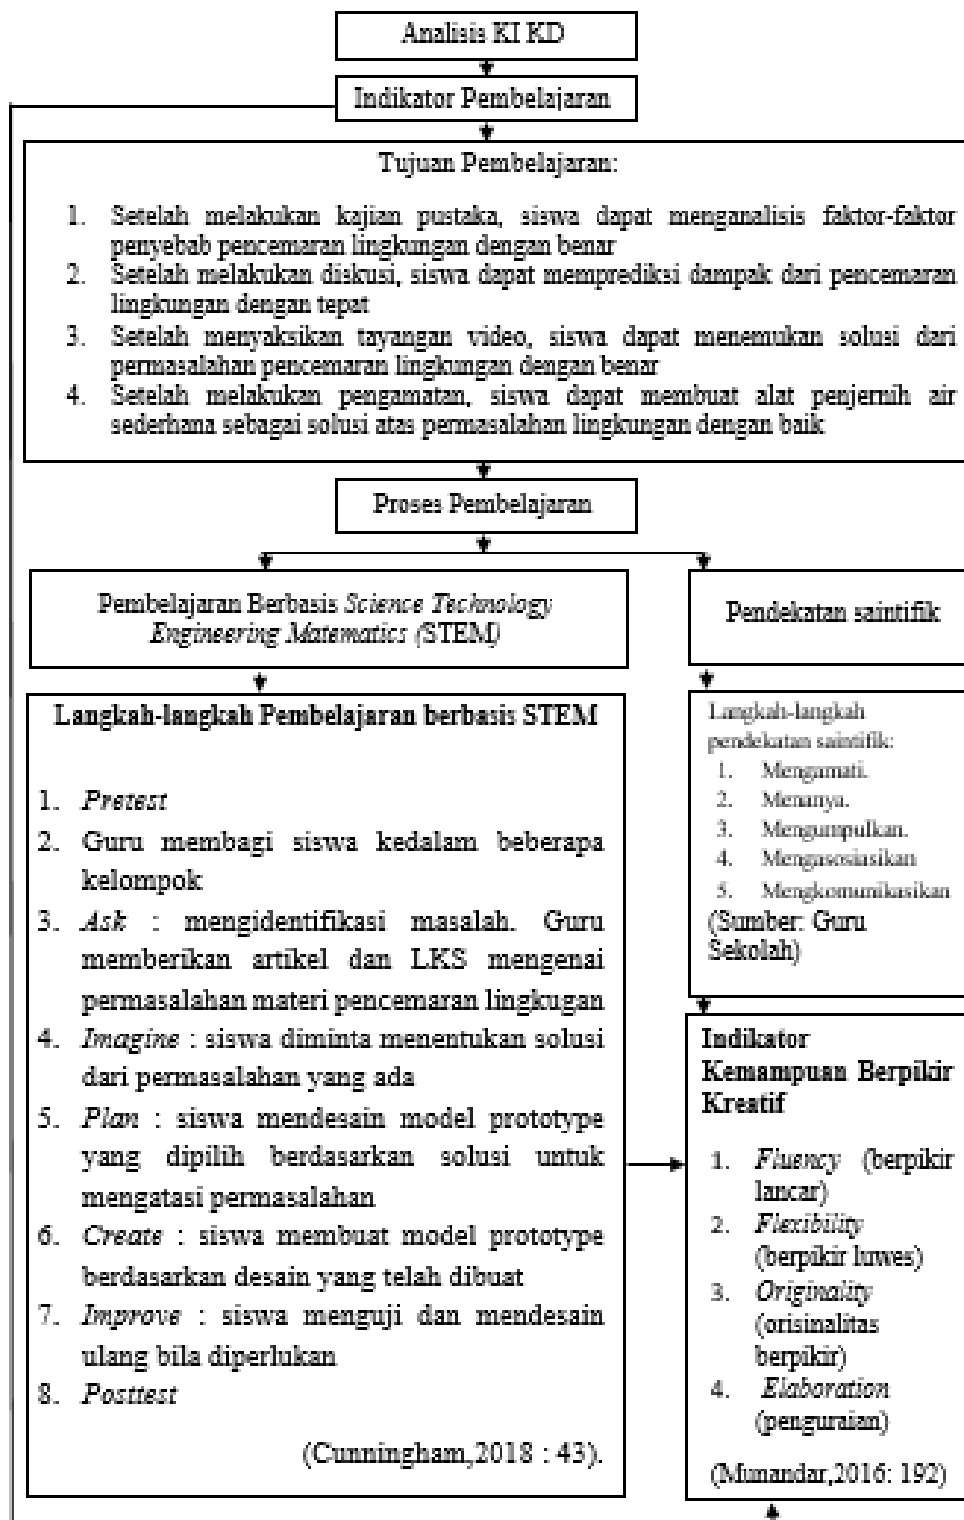 Analisis KI KD
Indikator Pembelajaran
Tujuan Pembelajaran:
1. Setelah melakukan kajian pustaka, siswa dapat menganalisis faktor-faktor
penyebab pencemaran lingkungan dengan benar
2. Setelah melakukan diskusi, siswa dapat memprediksi dampak dari pencemaran
lingkungan dengan tepat
3. Setelah menyaksikan tayangan video, siswa dapat menemukan solusi dari
permasalahan pencemaran lingkungan dengan benar
4. Setelah melakukan pengamatan, siswa dapat membuat alat penjernih air
sederhana sebagai solusi atas permasalahan lingkungan dengan baik
Proses Pembelajaran
Pembelajaran Berbasis Science Technology
Engineering Matematics (STEM)
Langkah-langkah Pembelajaran berbasis STEM
1. Pretest
2. Guru membagi siswa kedalam beberapa
kelompok
3. Ask : mengidentifikasi masalah. Guru
memberikan artikel dan LKS mengenai
permasalahan materi pencemaran lingkugan
4. Imagine : siswa diminta menentukan solusi
dari permasalahan yang ada
5. Plan : siswa mendesain model prototype
yang dipilih berdasarkan solusi untuk
mengatasi permasalahan
6. Create : siswa membuat model prototype
berdasarkan desain yang telah dibuat
7. Improve : siswa menguji dan mendesain
ulang bila diperlukan
8. Posttest
(Cunningham,2018 : 43).
Pendekatan saintifik
Langkah-langkah
pendekatan saintifik:
1. Mengamati.
2. Menanya.
3. Mengumpulkan.
4. Mengasosiasikan
5. Mengkomunikasikan
(Sumber: Guru
Sekolah)
Indikator
Kemampuan Berpikir
Kreatif
1. Fluency (berpikir
lancar)
2. Flexibility
(berpikir luwes)
3. Originality
(orisinalitas
berpikir)
4. Elaboration
(penguraian)
(Munandar,2016: 192)